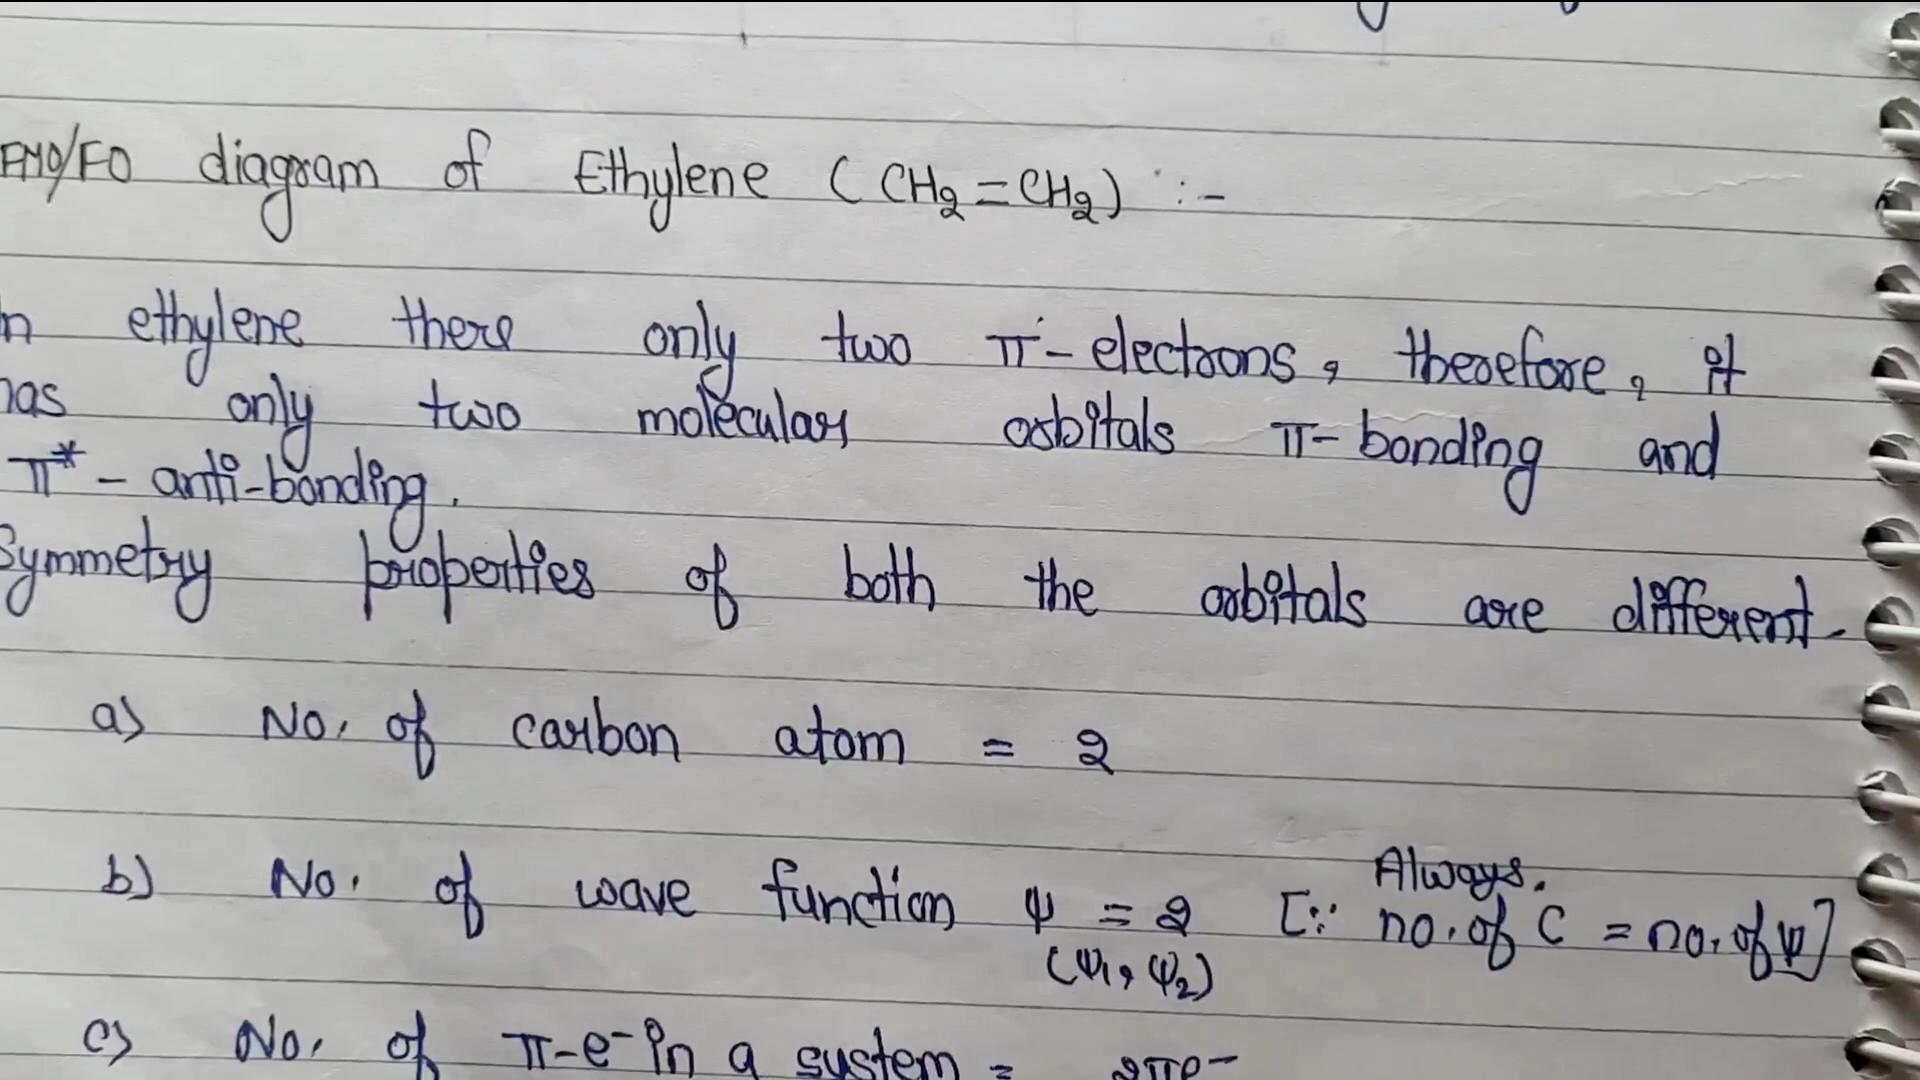 FMO/FO diagram of Ethylene (CH₂=CH₂) :-
n ethylene there only two π-electrons, therefore, it
has only two molecular orbitals π-bonding and
π* - anti-bonding.
Symmetry properties of both the orbitals are different.
a) No. of carbon atom = 2
Always.
b) No. of wave function ψ = 2 [∵ no. of C = no. of ψ]
(ψ₁, ψ₂)
c) No. of π-e⁻ in a system = 2πe⁻